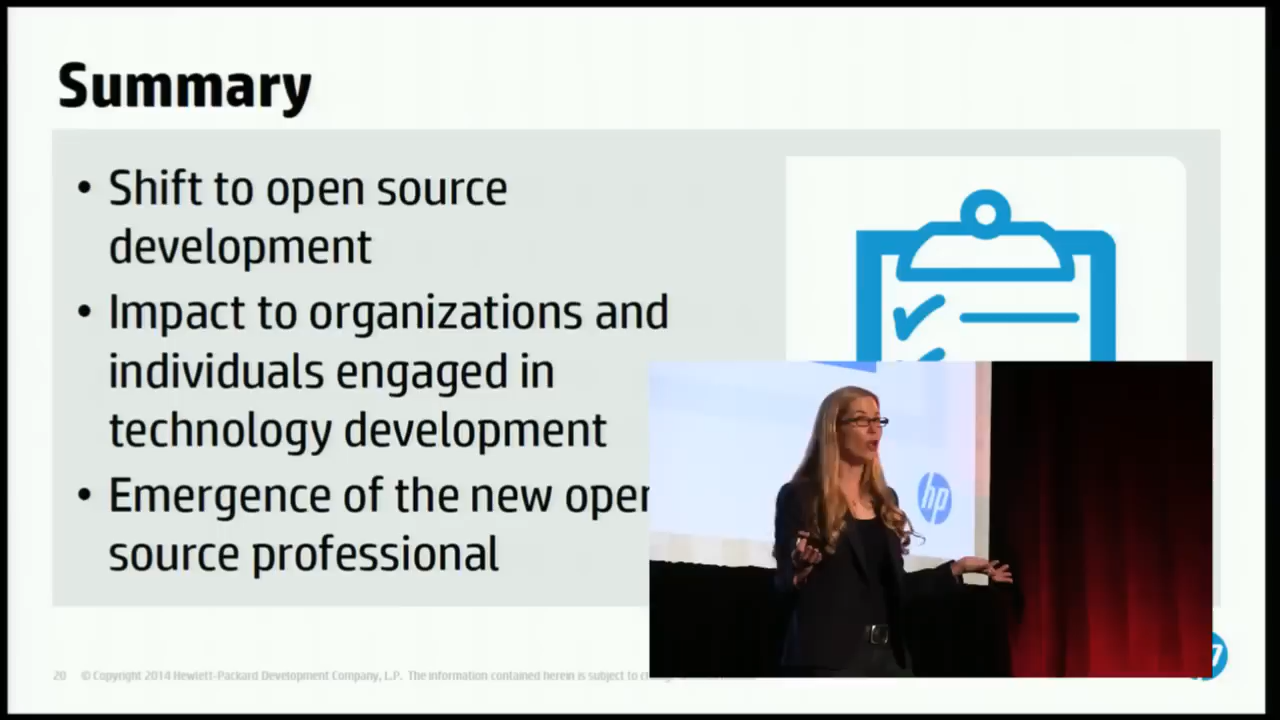 Summary
• Shift to open source
development
• Impact to organizations and
individuals engaged in
technology development
• Emergence of the new open
source professional
hp
20 © Copyright 2014 Hewlett-Packard Development Company, L.P. The information contained herein is subject to